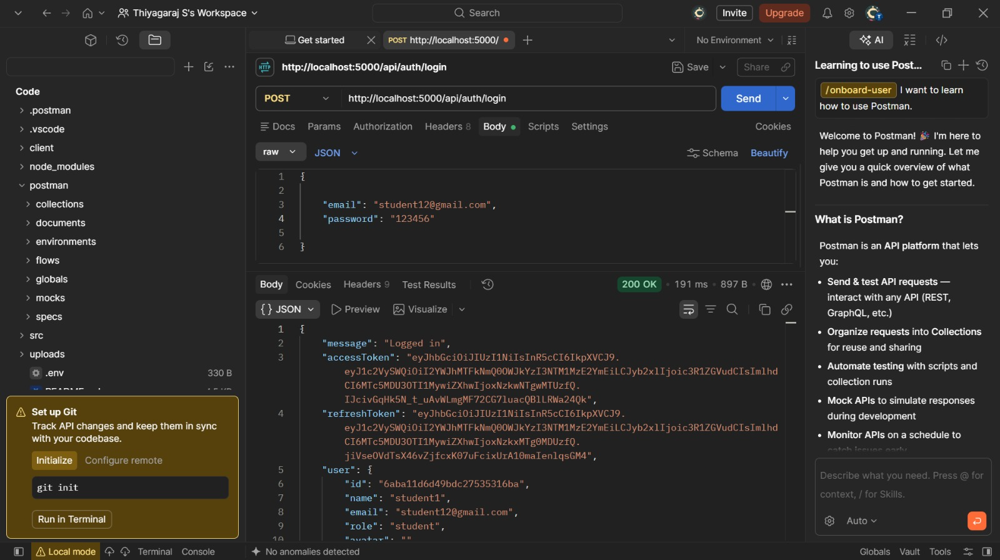 Thiyagaraj S's Workspace
Search
Invite
Upgrade
Get started
POST http://localhost:5000/
No Environment
AI
HTTP
http://localhost:5000/api/auth/login
Save
Share
Learning to use Post...
Code
.postman
.vscode
client
node_modules
postman
collections
documents
environments
flows
globals
mocks
specs
src
uploads
.env 330 B
Set up Git
Track API changes and keep them in sync
with your codebase.
Initialize
Configure remote
git init
Run in Terminal
POST
http://localhost:5000/api/auth/login
Send
Docs
Params
Authorization
Headers 8
Body
Scripts
Settings
Cookies
raw
JSON
Schema
Beautify
1 {
2
3 "email": "student12@gmail.com",
4 "password": "123456"
5
6 }
Body
Cookies
Headers 9
Test Results
200 OK
191 ms
897 B
{ } JSON
Preview
Visualize
1 {
2 "message": "Logged in",
3 "accessToken": "eyJhbGciOiJIUzI1NiIsInR5cCI6IkpXVCJ9.
eyJ1c2VySWQiOiI2YWJhMTFkNmQ0OWJkYzI3NTM1MzE2YmEiLCJyb2xlIjoic3R1ZGVudCIsImlhd
CI6MTc5MDU3OTI1MywiZXhwIjoxNzkwNTgwMTUzfQ.
IJcivGqHk5N_t_uAvWLmgMF72CG7luacQBlLRWa24Qk",
4 "refreshToken": "eyJhbGciOiJIUzI1NiIsInR5cCI6IkpXVCJ9.
eyJ1c2VySWQiOiI2YWJhMTFkNmQ0OWJkYzI3NTM1MzE2YmEiLCJyb2xlIjoic3R1ZGVudCIsImlhd
CI6MTc5MDU3OTI1MywiZXhwIjoxNzkxMTg0MDUzfQ.
jiVseOVdTsX46vZjfcxK07uFcixUrA10maIenlqsGM4",
5 "user": {
6 "id": "6aba11d6d49bdc27535316ba",
7 "name": "student1",
8 "email": "student12@gmail.com",
9 "role": "student",
10 "avatar": ""
/onboard-user I want to learn
how to use Postman.
Welcome to Postman! 🎉 I'm here to
help you get up and running. Let me
give you a quick overview of what
Postman is and how to get started.
What is Postman?
Postman is an API platform that lets
you:
• Send & test API requests —
interact with any API (REST,
GraphQL, etc.)
• Organize requests into Collections
for reuse and sharing
• Automate testing with scripts and
collection runs
• Mock APIs to simulate responses
during development
• Monitor APIs on a schedule to
catch issues early
Describe what you need. Press @ for
context, / for Skills.
Auto
Local mode
Terminal
Console
No anomalies detected
Globals
Vault
Tools